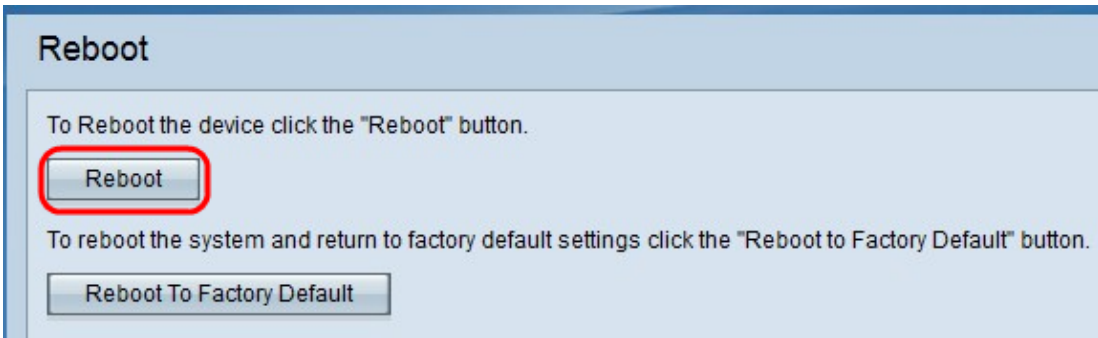 Reboot
To Reboot the device click the "Reboot" button.
Reboot
To reboot the system and return to factory default settings click the "Reboot to Factory Default" button.
Reboot To Factory Default